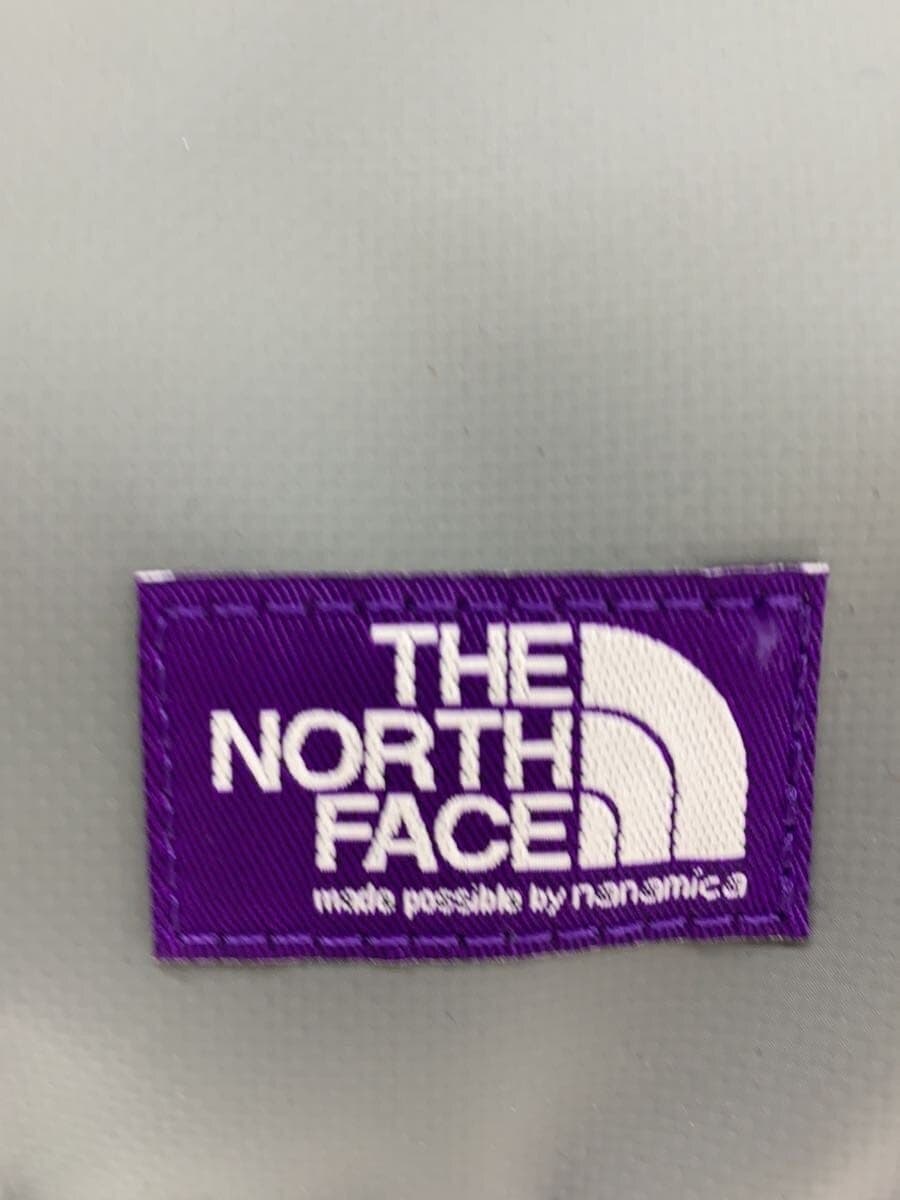 THE
NORTH
FACE
made possible by nanamica